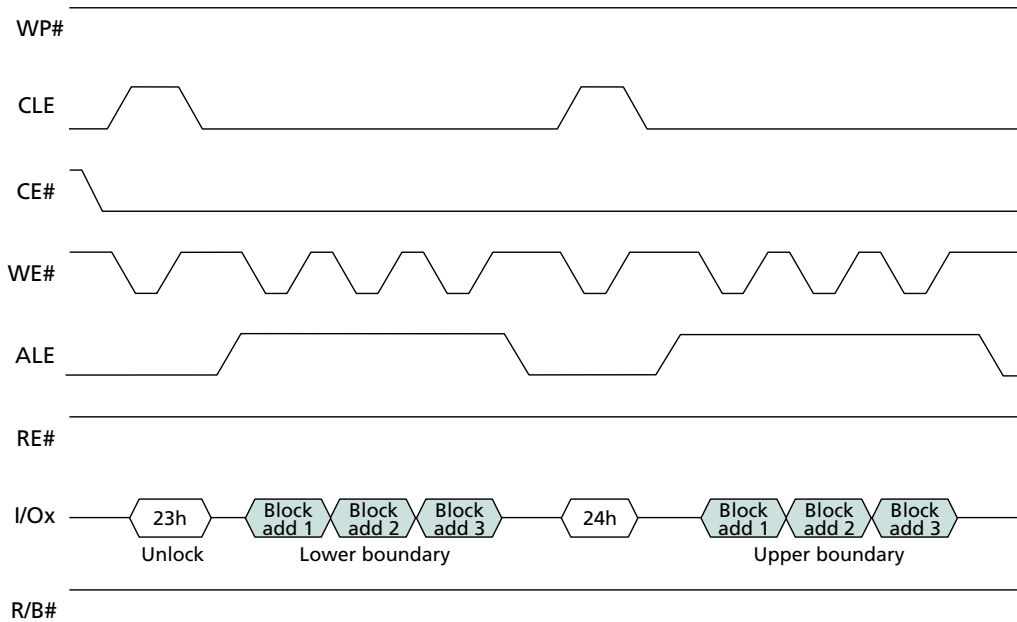 WP#
CLE
CE#
WE#
ALE
RE#
I/Ox
23h
Block
add 1
Block
add 2
Block
add 3
24h
Block
add 1
Block
add 2
Block
add 3
Unlock
Lower boundary
Upper boundary
R/B#